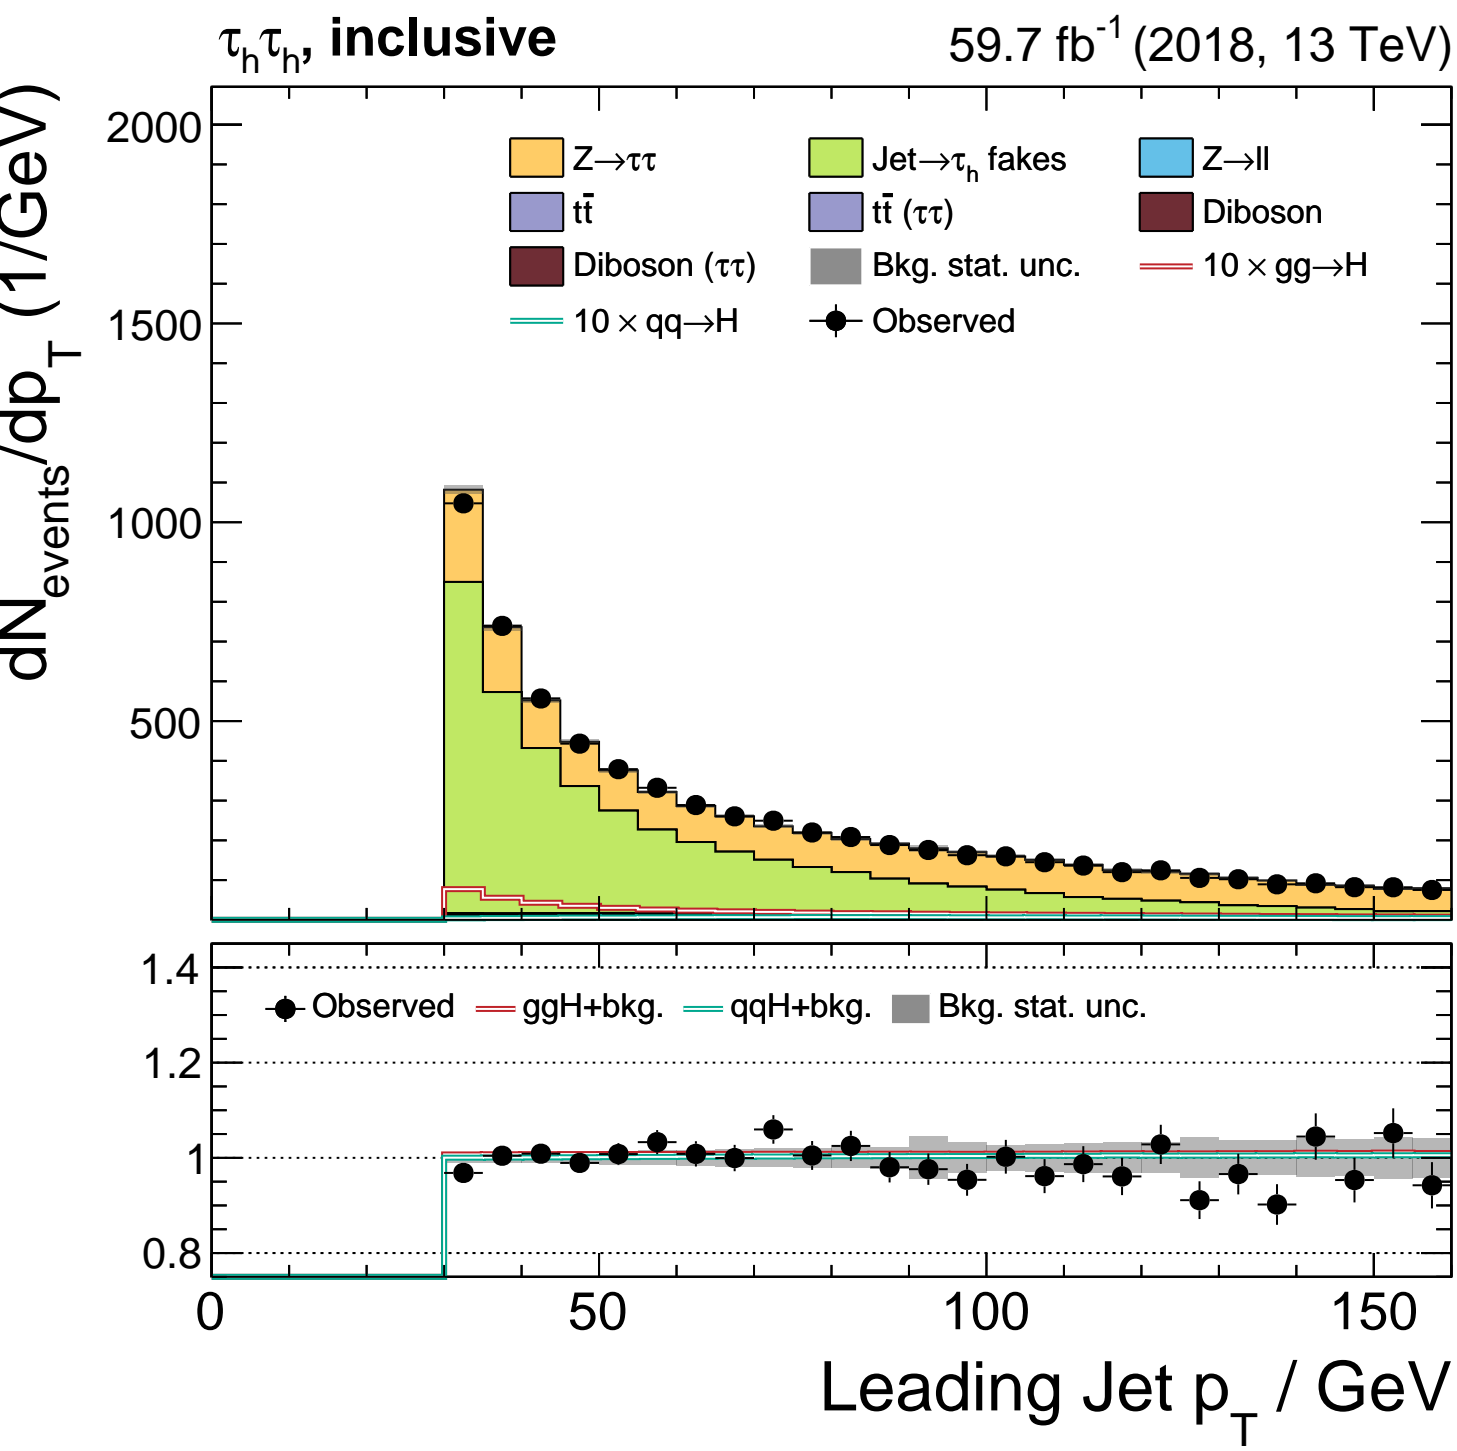 τhτh, inclusive 59.7 fb-1 (2018, 13 TeV)
dNevents/dpT (1/GeV)
2000
1500
1000
500
Z→ττ Jet→τh fakes Z→ll
tt̄ tt̄ (ττ) Diboson
Diboson (ττ) Bkg. stat. unc. 10 × gg→H
10 × qq→H Observed
1.4
1.2
1
0.8
Observed ggH+bkg. qqH+bkg. Bkg. stat. unc.
0 50 100 150
Leading Jet pT / GeV